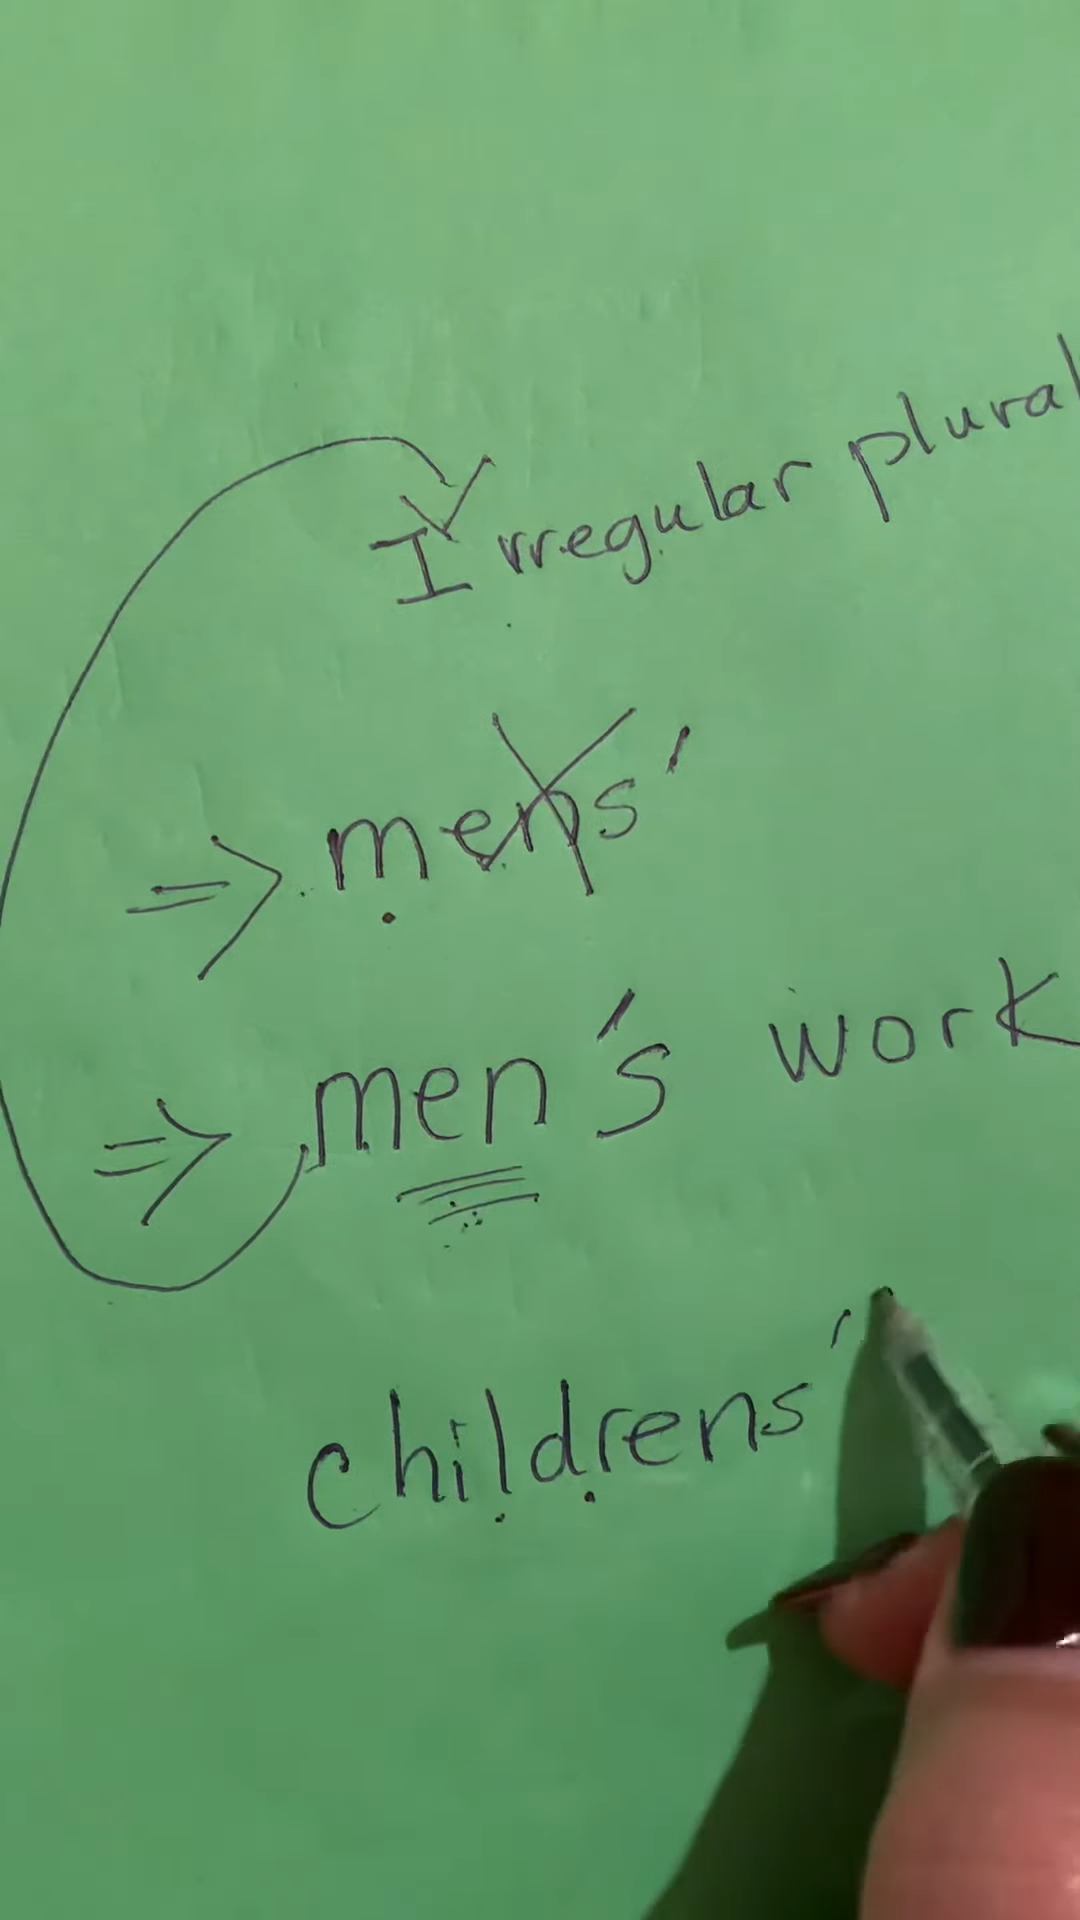 Irregular plural
=> mens'
=> men's work
childrens'